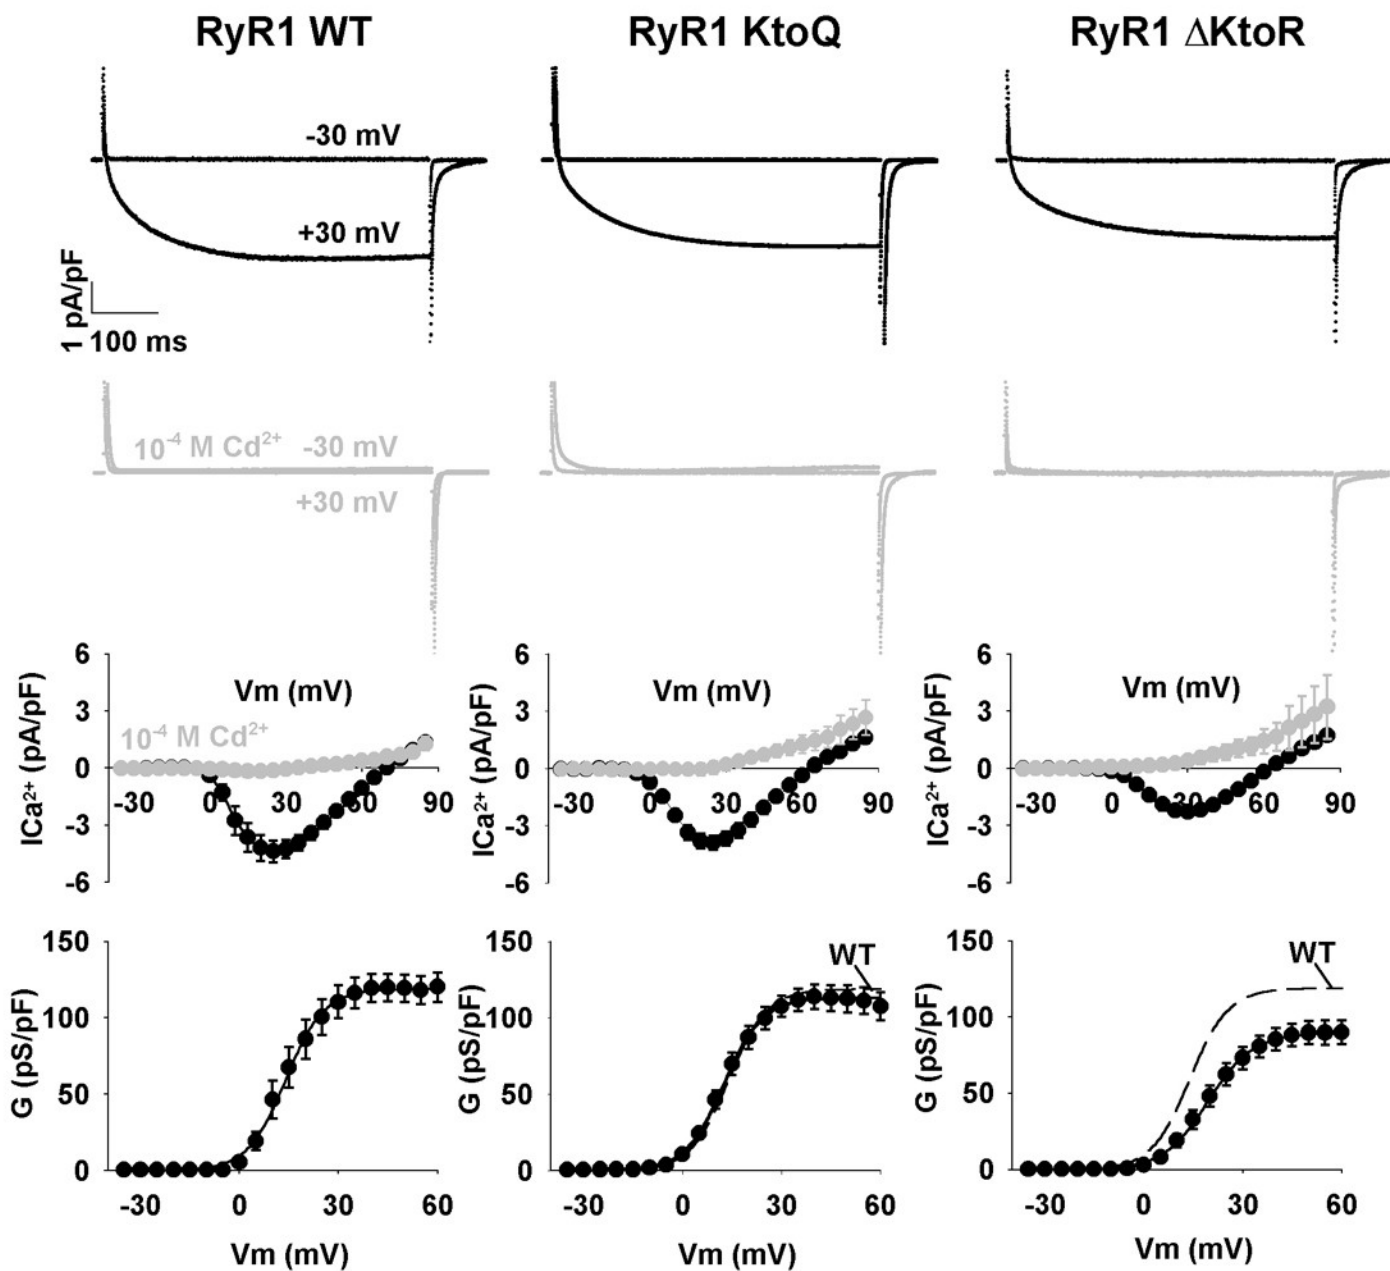 RyR1 WT RyR1 KtoQ RyR1 ΔKtoR
-30 mV
+30 mV
1 pA/pF
100 ms
10⁻⁴ M Cd²⁺ -30 mV
+30 mV
6 6 6
Vm (mV) Vm (mV) Vm (mV)
3 3 3
10⁻⁴ M Cd²⁺
ICa²⁺ (pA/pF) ICa²⁺ (pA/pF) ICa²⁺ (pA/pF)
0 0 0
-30 0 30 60 90 -30 0 30 60 90 -30 0 30 60 90
-3 -3 -3
-6 -6 -6
150 150 150
WT WT
G (pS/pF) G (pS/pF) G (pS/pF)
100 100 100
50 50 50
0 0 0
-30 0 30 60 -30 0 30 60 -30 0 30 60
Vm (mV) Vm (mV) Vm (mV)